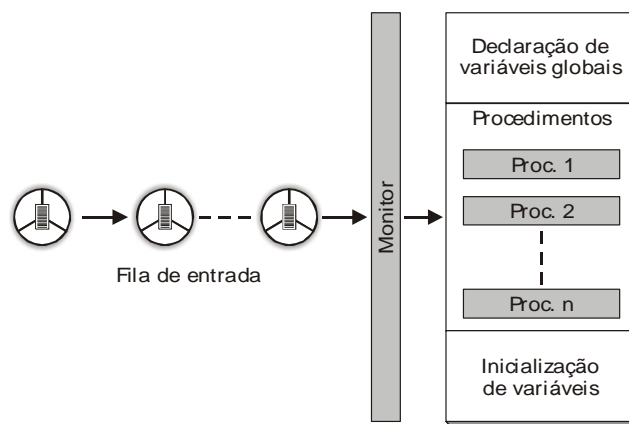 Declaração de
variáveis globais
Procedimentos
Proc. 1
Proc. 2
Proc. n
Inicialização
de variáveis
Monitor
Fila de entrada